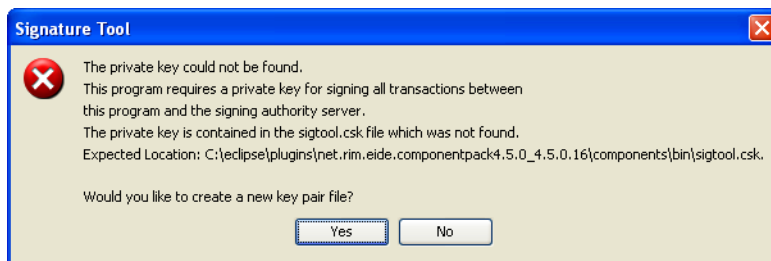 Signature Tool
The private key could not be found.
This program requires a private key for signing all transactions between
this program and the signing authority server.
The private key is contained in the sigtool.csk file which was not found.
Expected Location: C:\eclipse\plugins\net.rim.eide.componentpack4.5.0_4.5.0.16\components\bin\sigtool.csk.
Would you like to create a new key pair file?
Yes
No